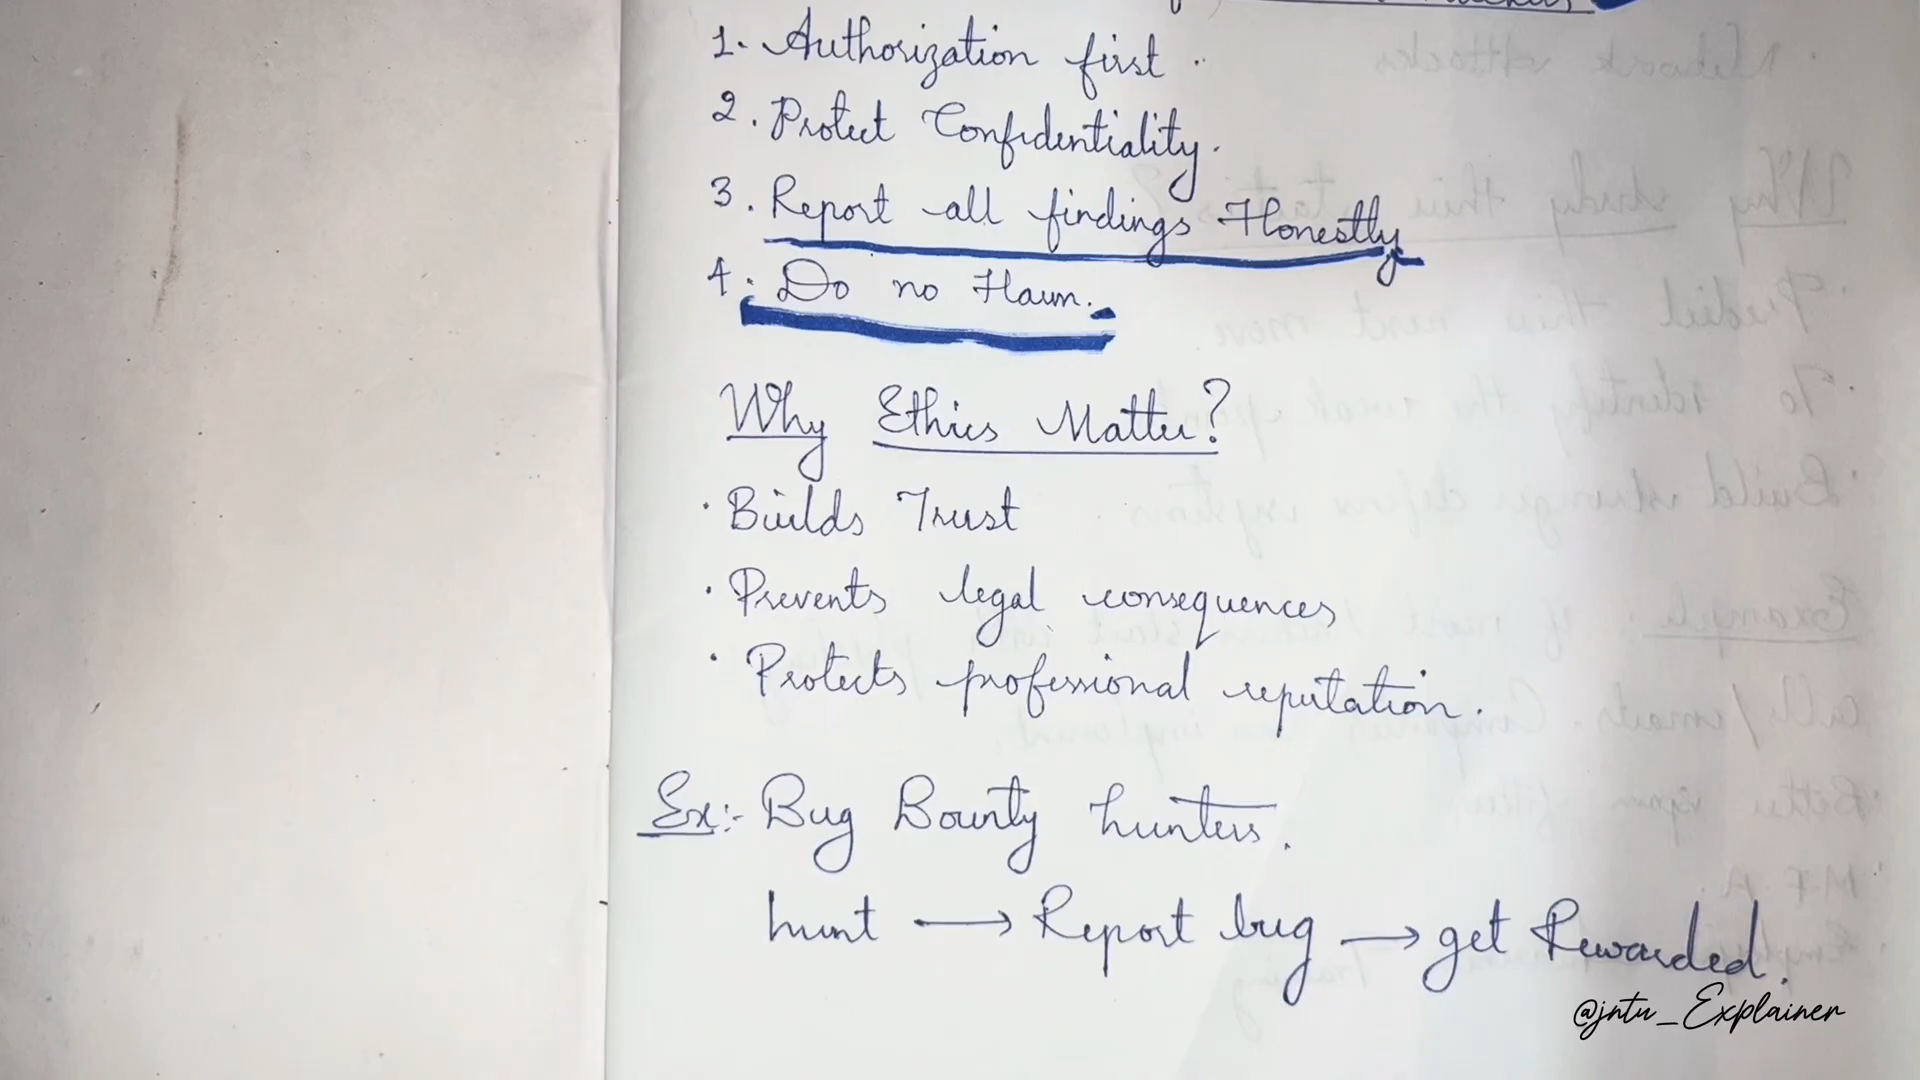 1. Authorization first.
2. Protect Confidentiality.
3. Report all findings Honestly.
4. Do no Harm.
Why Ethics Matter?
· Builds Trust
· Prevents legal consequences
· Protects professional reputation.
Ex:- Bug Bounty hunters.
hunt → Report bug → get Rewarded.
@jntu_Explainer